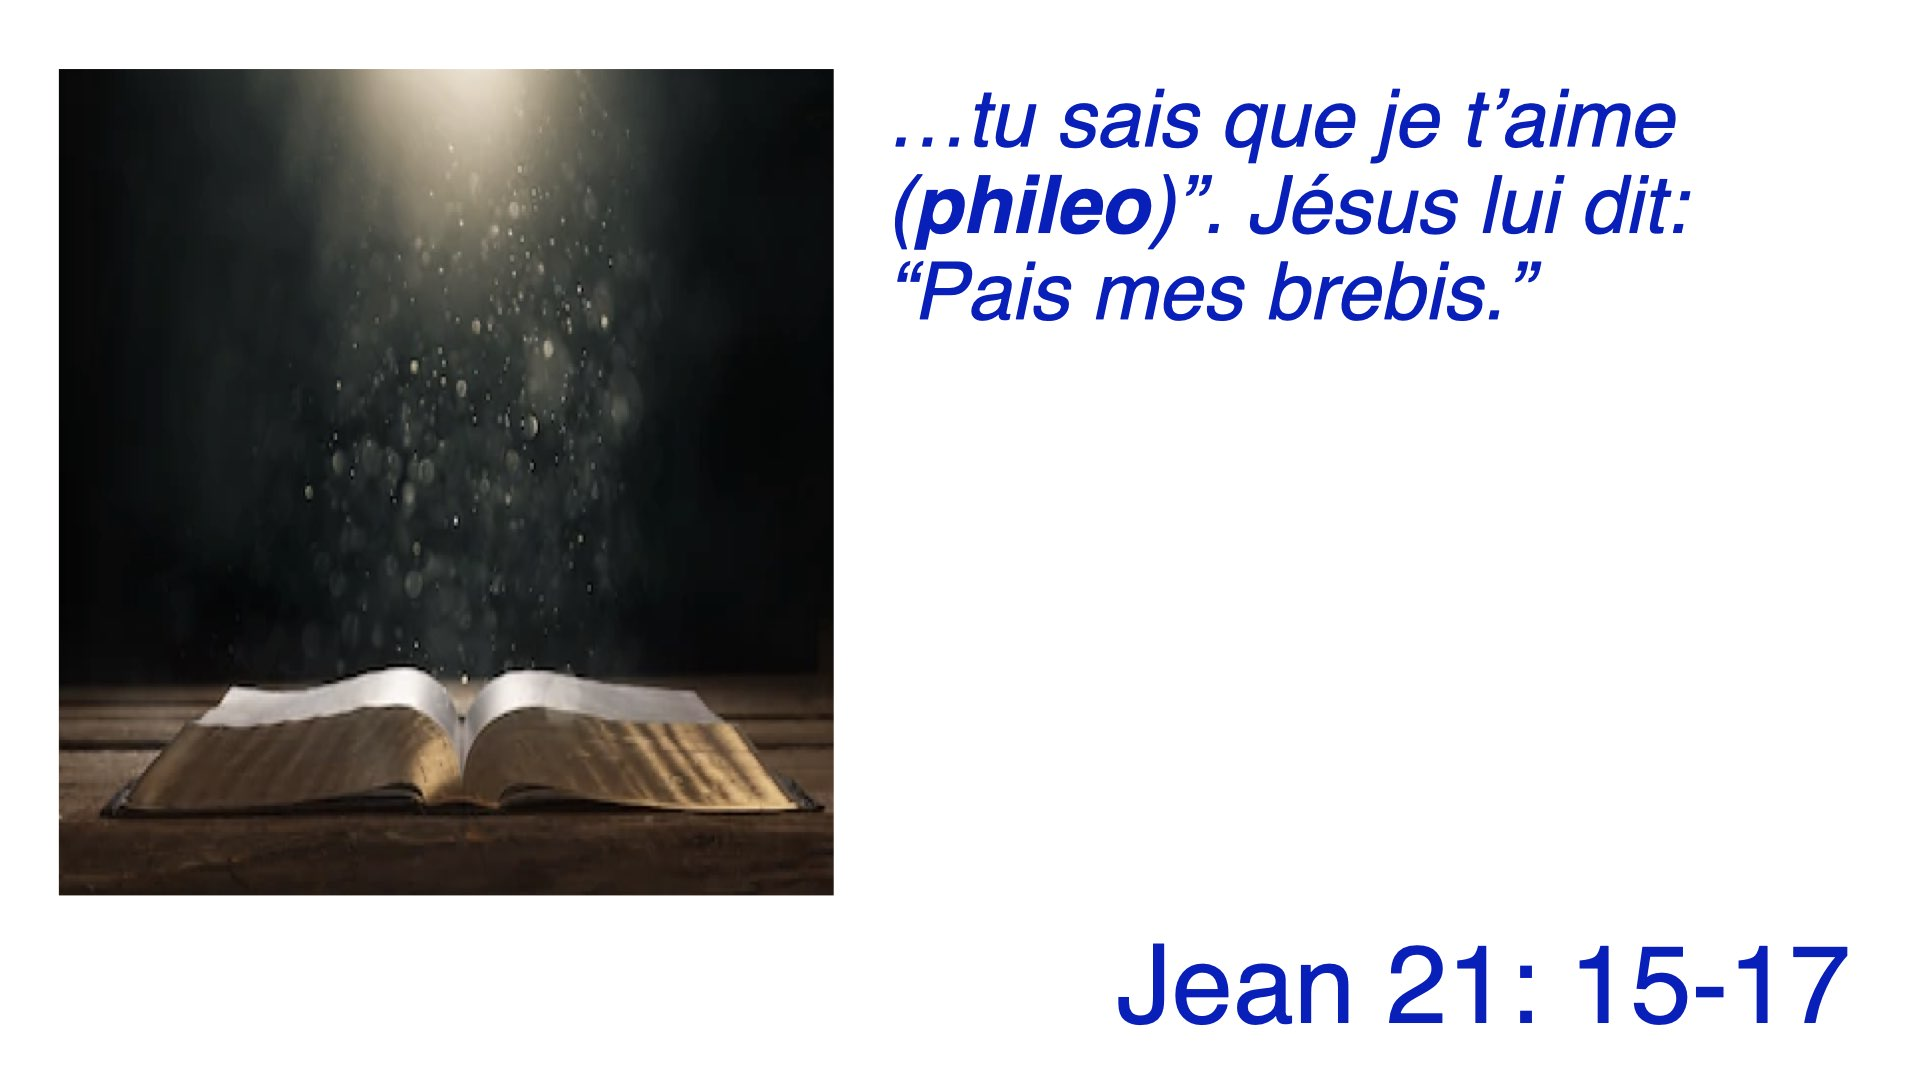 …tu sais que je t’aime
(phileo)”. Jésus lui dit:
“Pais mes brebis.”
Jean 21: 15-17